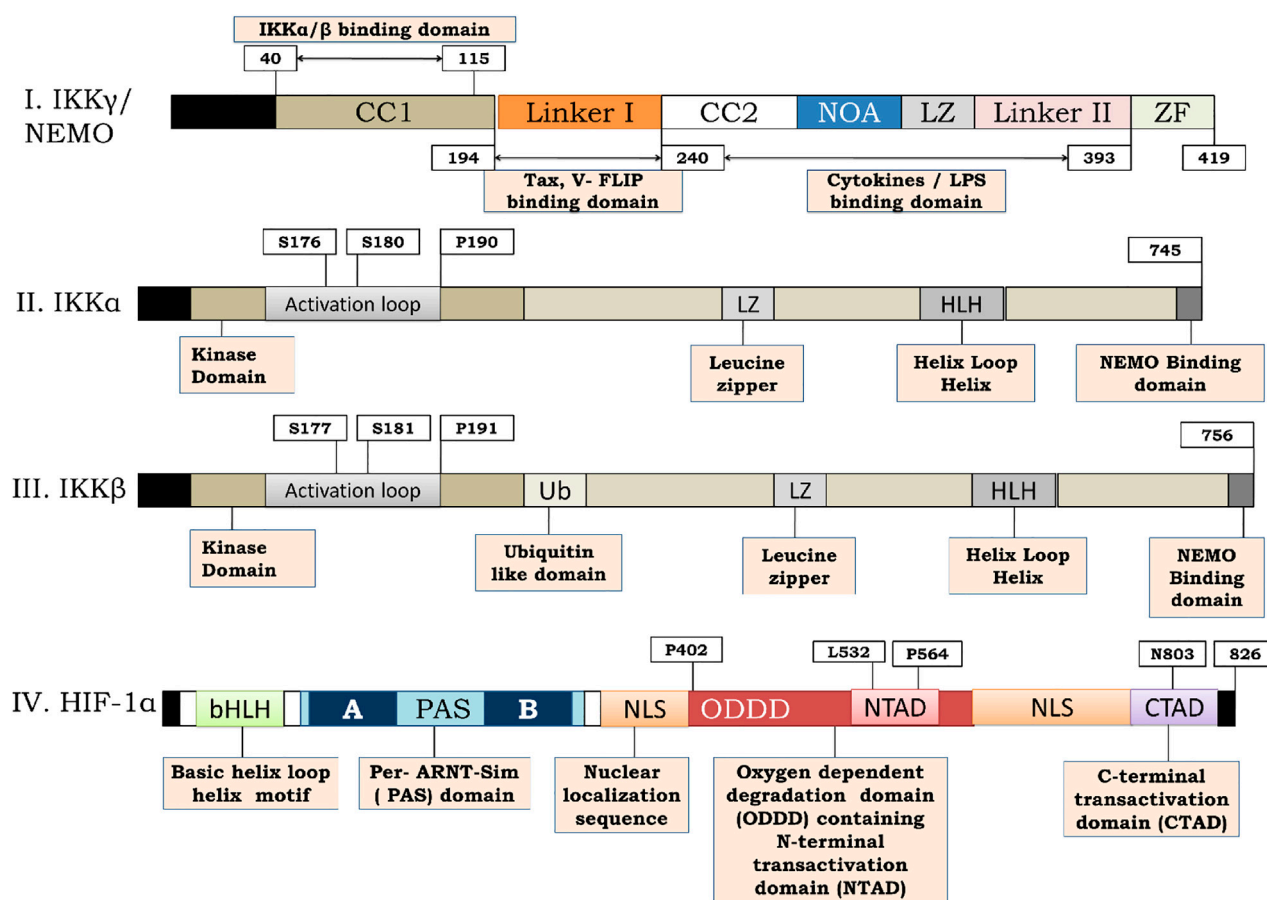 IKKα/β binding domain
40
115
I. IKKγ/
NEMO
CC1
Linker I
CC2
NOA
LZ
Linker II
ZF
194
240
393
419
Tax, V- FLIP
binding domain
Cytokines / LPS
binding domain
S176
S180
P190
745
II. IKKα
Activation loop
LZ
HLH
Kinase
Domain
Leucine
zipper
Helix Loop
Helix
NEMO Binding
domain
S177
S181
P191
756
III. IKKβ
Activation loop
Ub
LZ
HLH
Kinase
Domain
Ubiquitin
like domain
Leucine
zipper
Helix Loop
Helix
NEMO
Binding
domain
P402
L532
P564
N803
826
IV. HIF-1α
bHLH
A
PAS
B
NLS
ODDD
NTAD
NLS
CTAD
Basic helix loop
helix motif
Per- ARNT-Sim
( PAS) domain
Nuclear
localization
sequence
Oxygen dependent
degradation domain
(ODDD) containing
N-terminal
transactivation
domain (NTAD)
C-terminal
transactivation
domain (CTAD)